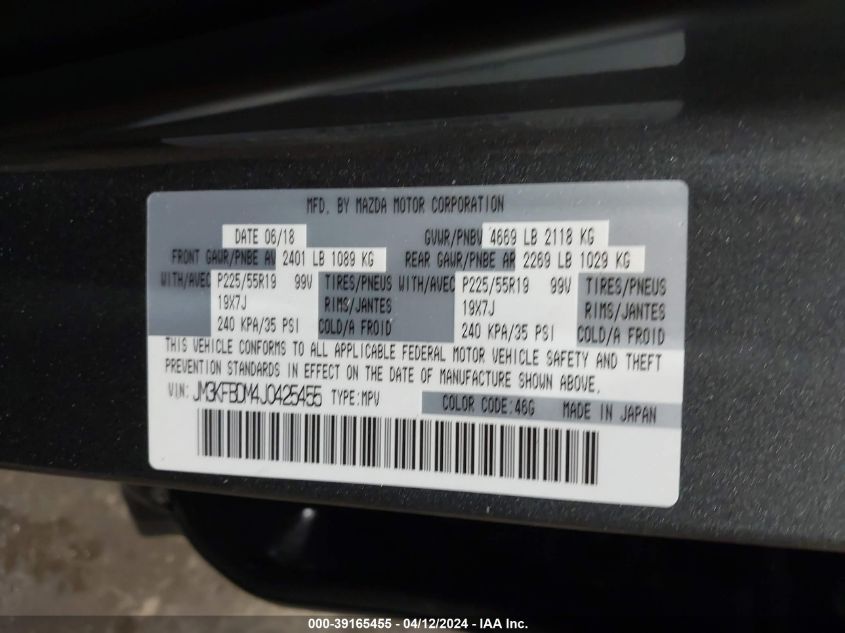 MFD. BY MAZDA MOTOR CORPORATION
DATE 06/18 GVWR/PNBV 4669 LB 2118 KG
FRONT GAWR/PNBE AV 2401 LB 1089 KG REAR GAWR/PNBE AR 2269 LB 1029 KG
WITH/AVEC P225/55R19 99V TIRES/PNEUS WITH/AVEC P225/55R19 99V TIRES/PNEUS
19X7J RIMS/JANTES 19X7J RIMS/JANTES
240 KPA/35 PSI COLD/A FROID 240 KPA/35 PSI COLD/A FROID
THIS VEHICLE CONFORMS TO ALL APPLICABLE FEDERAL MOTOR VEHICLE SAFETY AND THEFT
PREVENTION STANDARDS IN EFFECT ON THE DATE OF MANUFACTURE SHOWN ABOVE.
VIN: JM3KFBDM4J0425455 TYPE:MPV COLOR CODE:46G MADE IN JAPAN
000-39165455 - 04/12/2024 - IAA Inc.